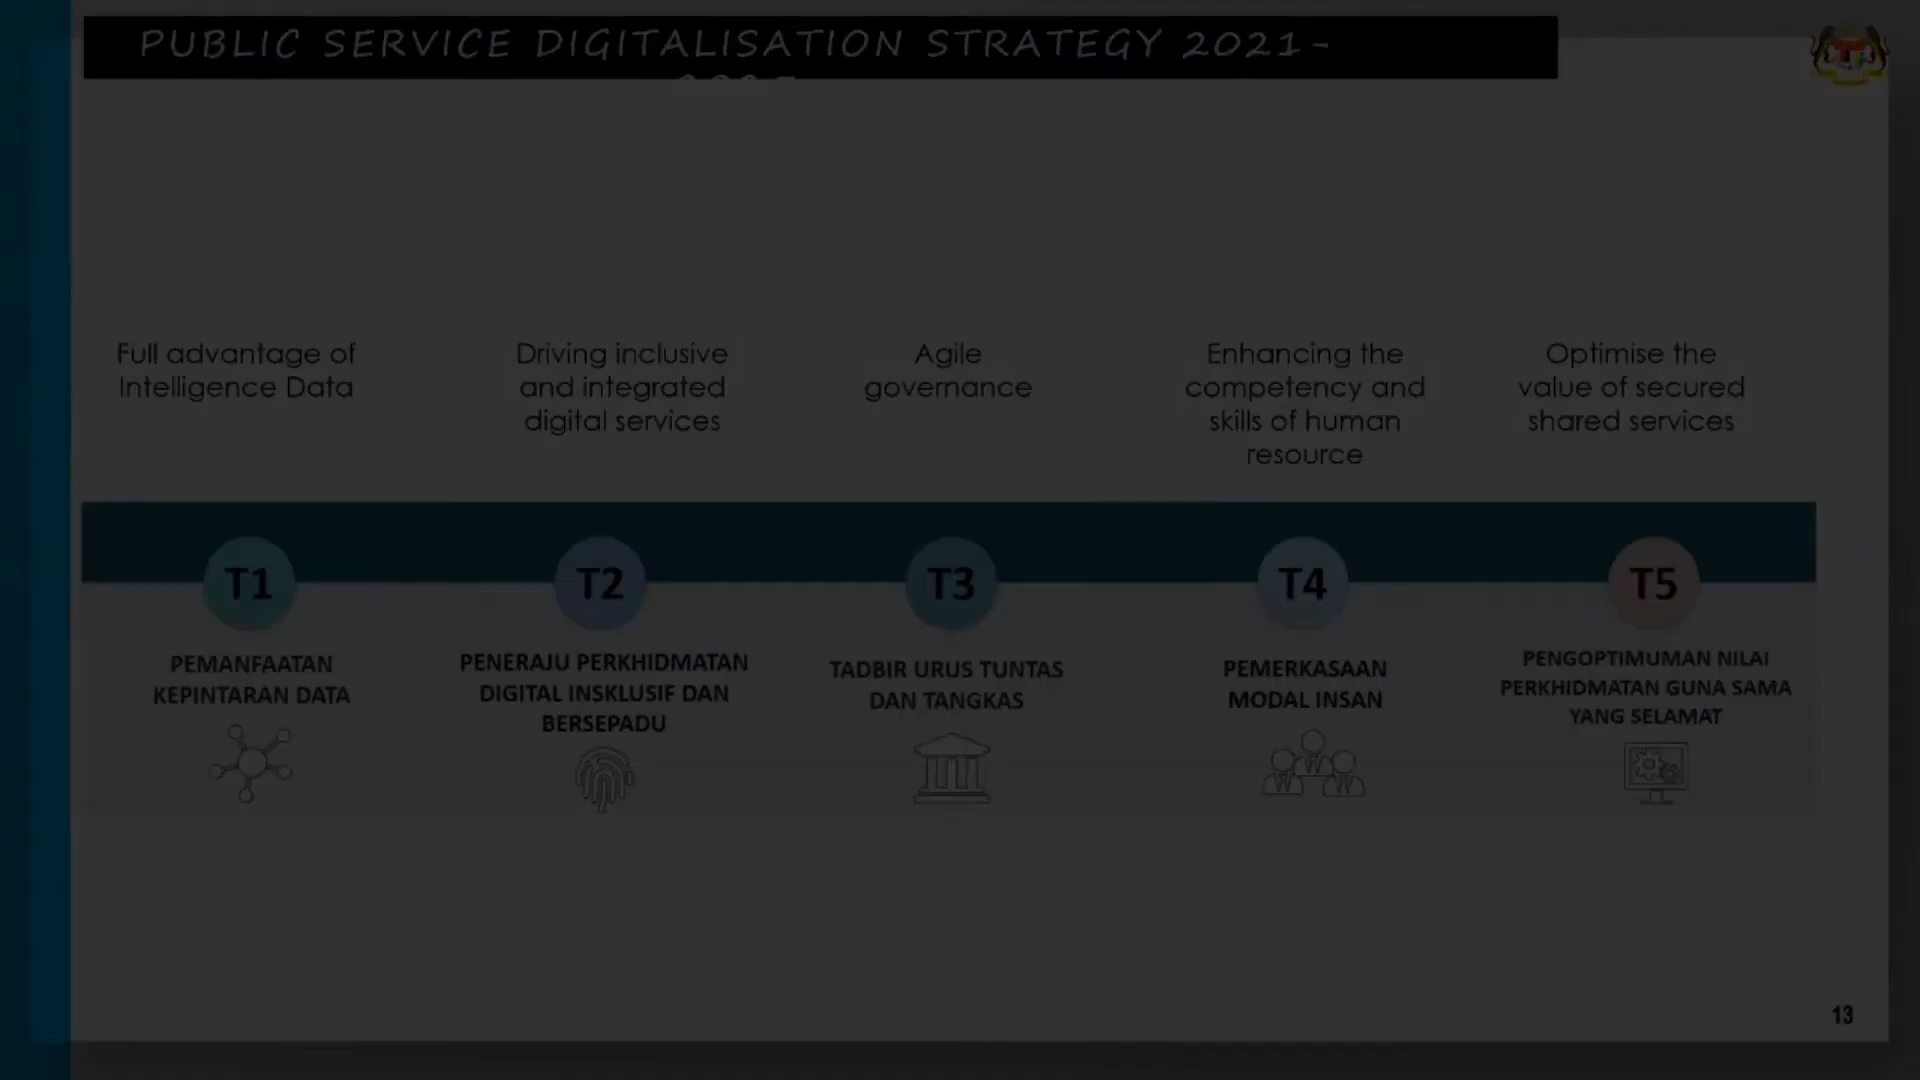 PUBLIC SERVICE DIGITALISATION STRATEGY 2021-
Full advantage of
Intelligence Data
Driving inclusive
and integrated
digital services
Agile
governance
Enhancing the
competency and
skills of human
resource
Optimise the
value of secured
shared services
T1
T2
T3
T4
T5
PEMANFAATAN
KEPINTARAN DATA
PENERAJU PERKHIDMATAN
DIGITAL INSKLUSIF DAN
BERSEPADU
TADBIR URUS TUNTAS
DAN TANGKAS
PEMERKASAAN
MODAL INSAN
PENGOPTIMUMAN NILAI
PERKHIDMATAN GUNA SAMA
YANG SELAMAT
13